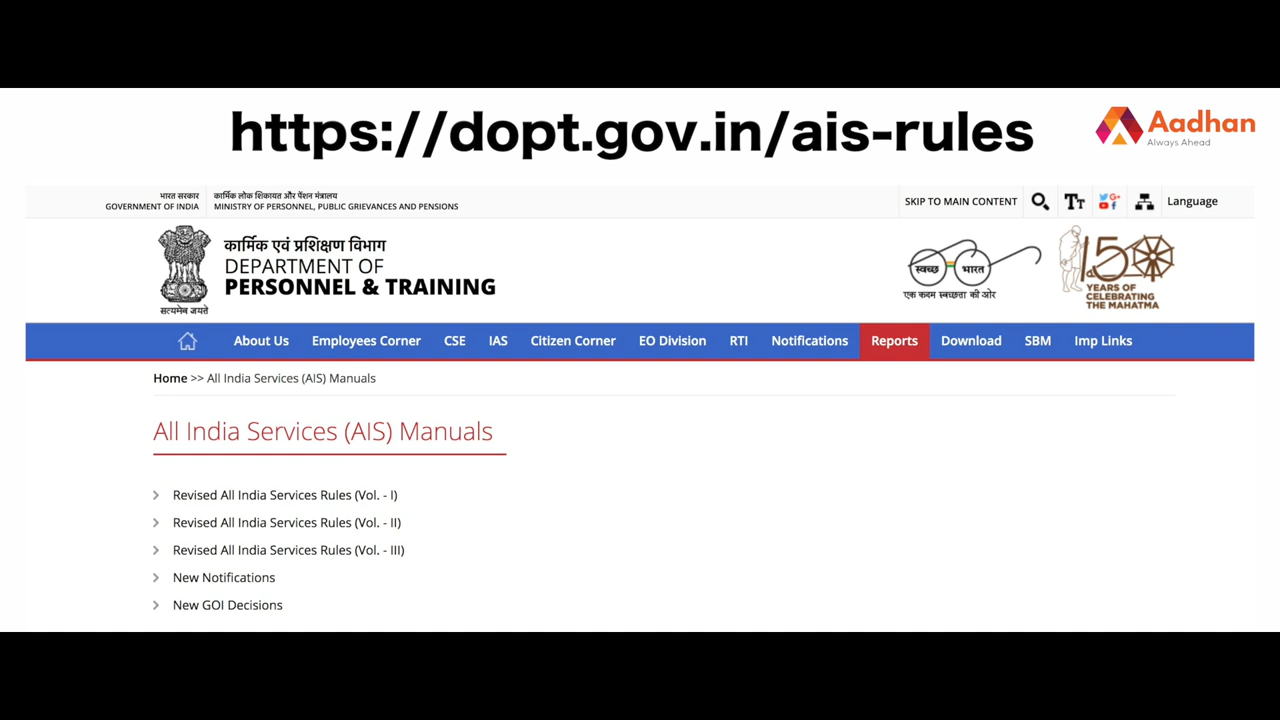 https://dopt.gov.in/ais-rules
Aadhan
Always Ahead
भारत सरकार
GOVERNMENT OF INDIA
कार्मिक लोक शिकायत और पेंशन मंत्रालय
MINISTRY OF PERSONNEL, PUBLIC GRIEVANCES AND PENSIONS
SKIP TO MAIN CONTENT
Language
सत्यमेव जयते
कार्मिक एवं प्रशिक्षण विभाग
DEPARTMENT OF
PERSONNEL & TRAINING
स्वच्छ भारत
एक कदम स्वच्छता की ओर
150
YEARS OF
CELEBRATING
THE MAHATMA
About Us Employees Corner CSE IAS Citizen Corner EO Division RTI Notifications Reports Download SBM Imp Links
Home >> All India Services (AIS) Manuals
All India Services (AIS) Manuals
Revised All India Services Rules (Vol. - I)
Revised All India Services Rules (Vol. - II)
Revised All India Services Rules (Vol. - III)
New Notifications
New GOI Decisions